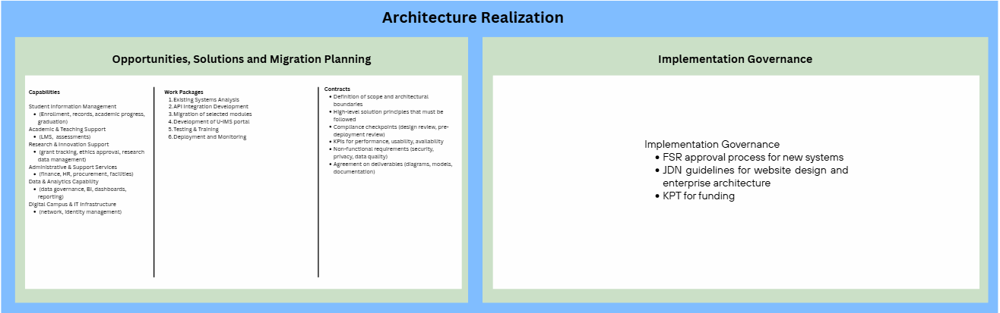 Architecture Realization
Opportunities, Solutions and Migration Planning
Capabilities
Student Information Management
• (Enrollment, records, academic progress,
graduation)
Academic & Teaching Support
• (LMS, assessments)
Research & Innovation Support
• (grant tracking, ethics approval, research
data management)
Administrative & Support Services
• (finance, HR, procurement, facilities)
Data & Analytics Capability
• (data governance, BI, dashboards,
reporting)
Digital Campus & IT Infrastructure
• (network, identity management)
Work Packages
1. Existing Systems Analysis
2. API Integration Development
3. Migration of selected modules
4. Development of U-IMS portal
5. Testing & Training
6. Deployment and Monitoring
Contracts
• Definition of scope and architectural
boundaries
• High-level solution principles that must be
followed
• Compliance checkpoints (design review, pre-
deployment review)
• KPIs for performance, usability, availability
• Non-functional requirements (security,
privacy, data quality)
• Agreement on deliverables (diagrams, models,
documentation)
Implementation Governance
Implementation Governance
• FSR approval process for new systems
• JDN guidelines for website design and
enterprise architecture
• KPT for funding